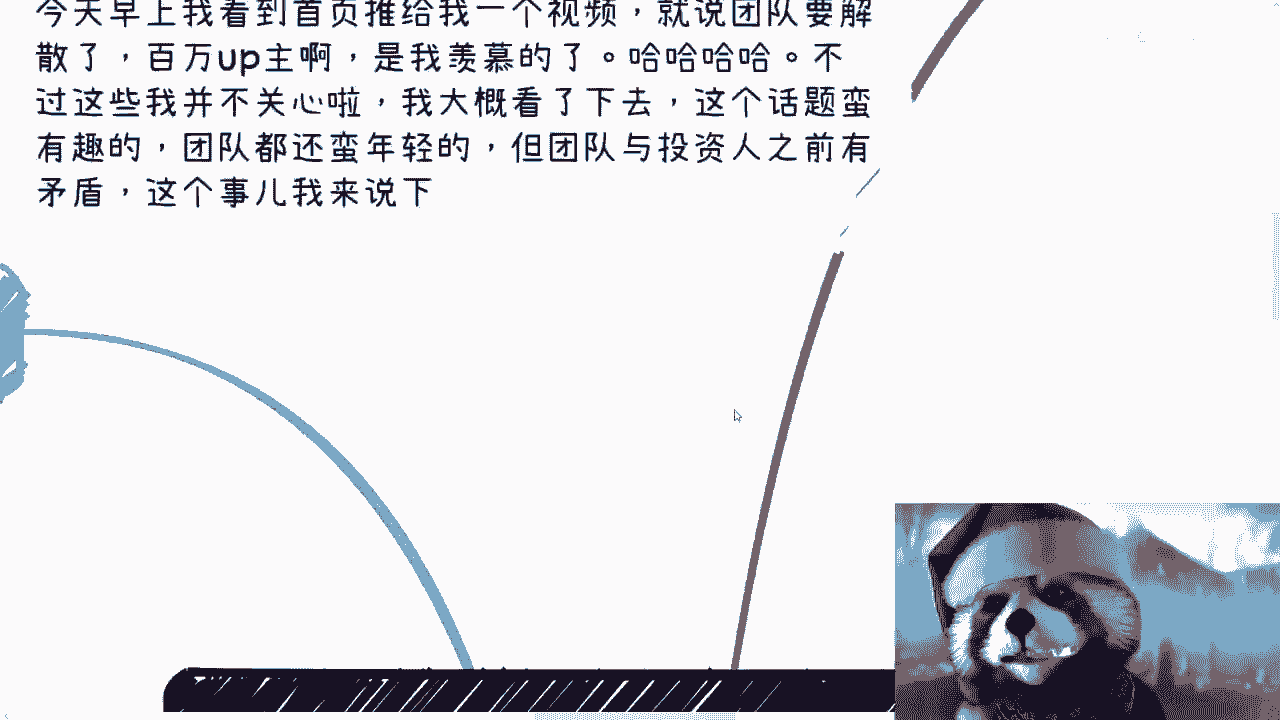 今天早上我看到首页推给我一个视频，就说团队要解
散了，百万up主啊，是我羡慕的了。哈哈哈哈。不
过这些我并不关心啦，我大概看了下去，这个话题蛮
有趣的，团队都还蛮年轻的，但团队与投资人之前有
矛盾，这个事儿我来说下